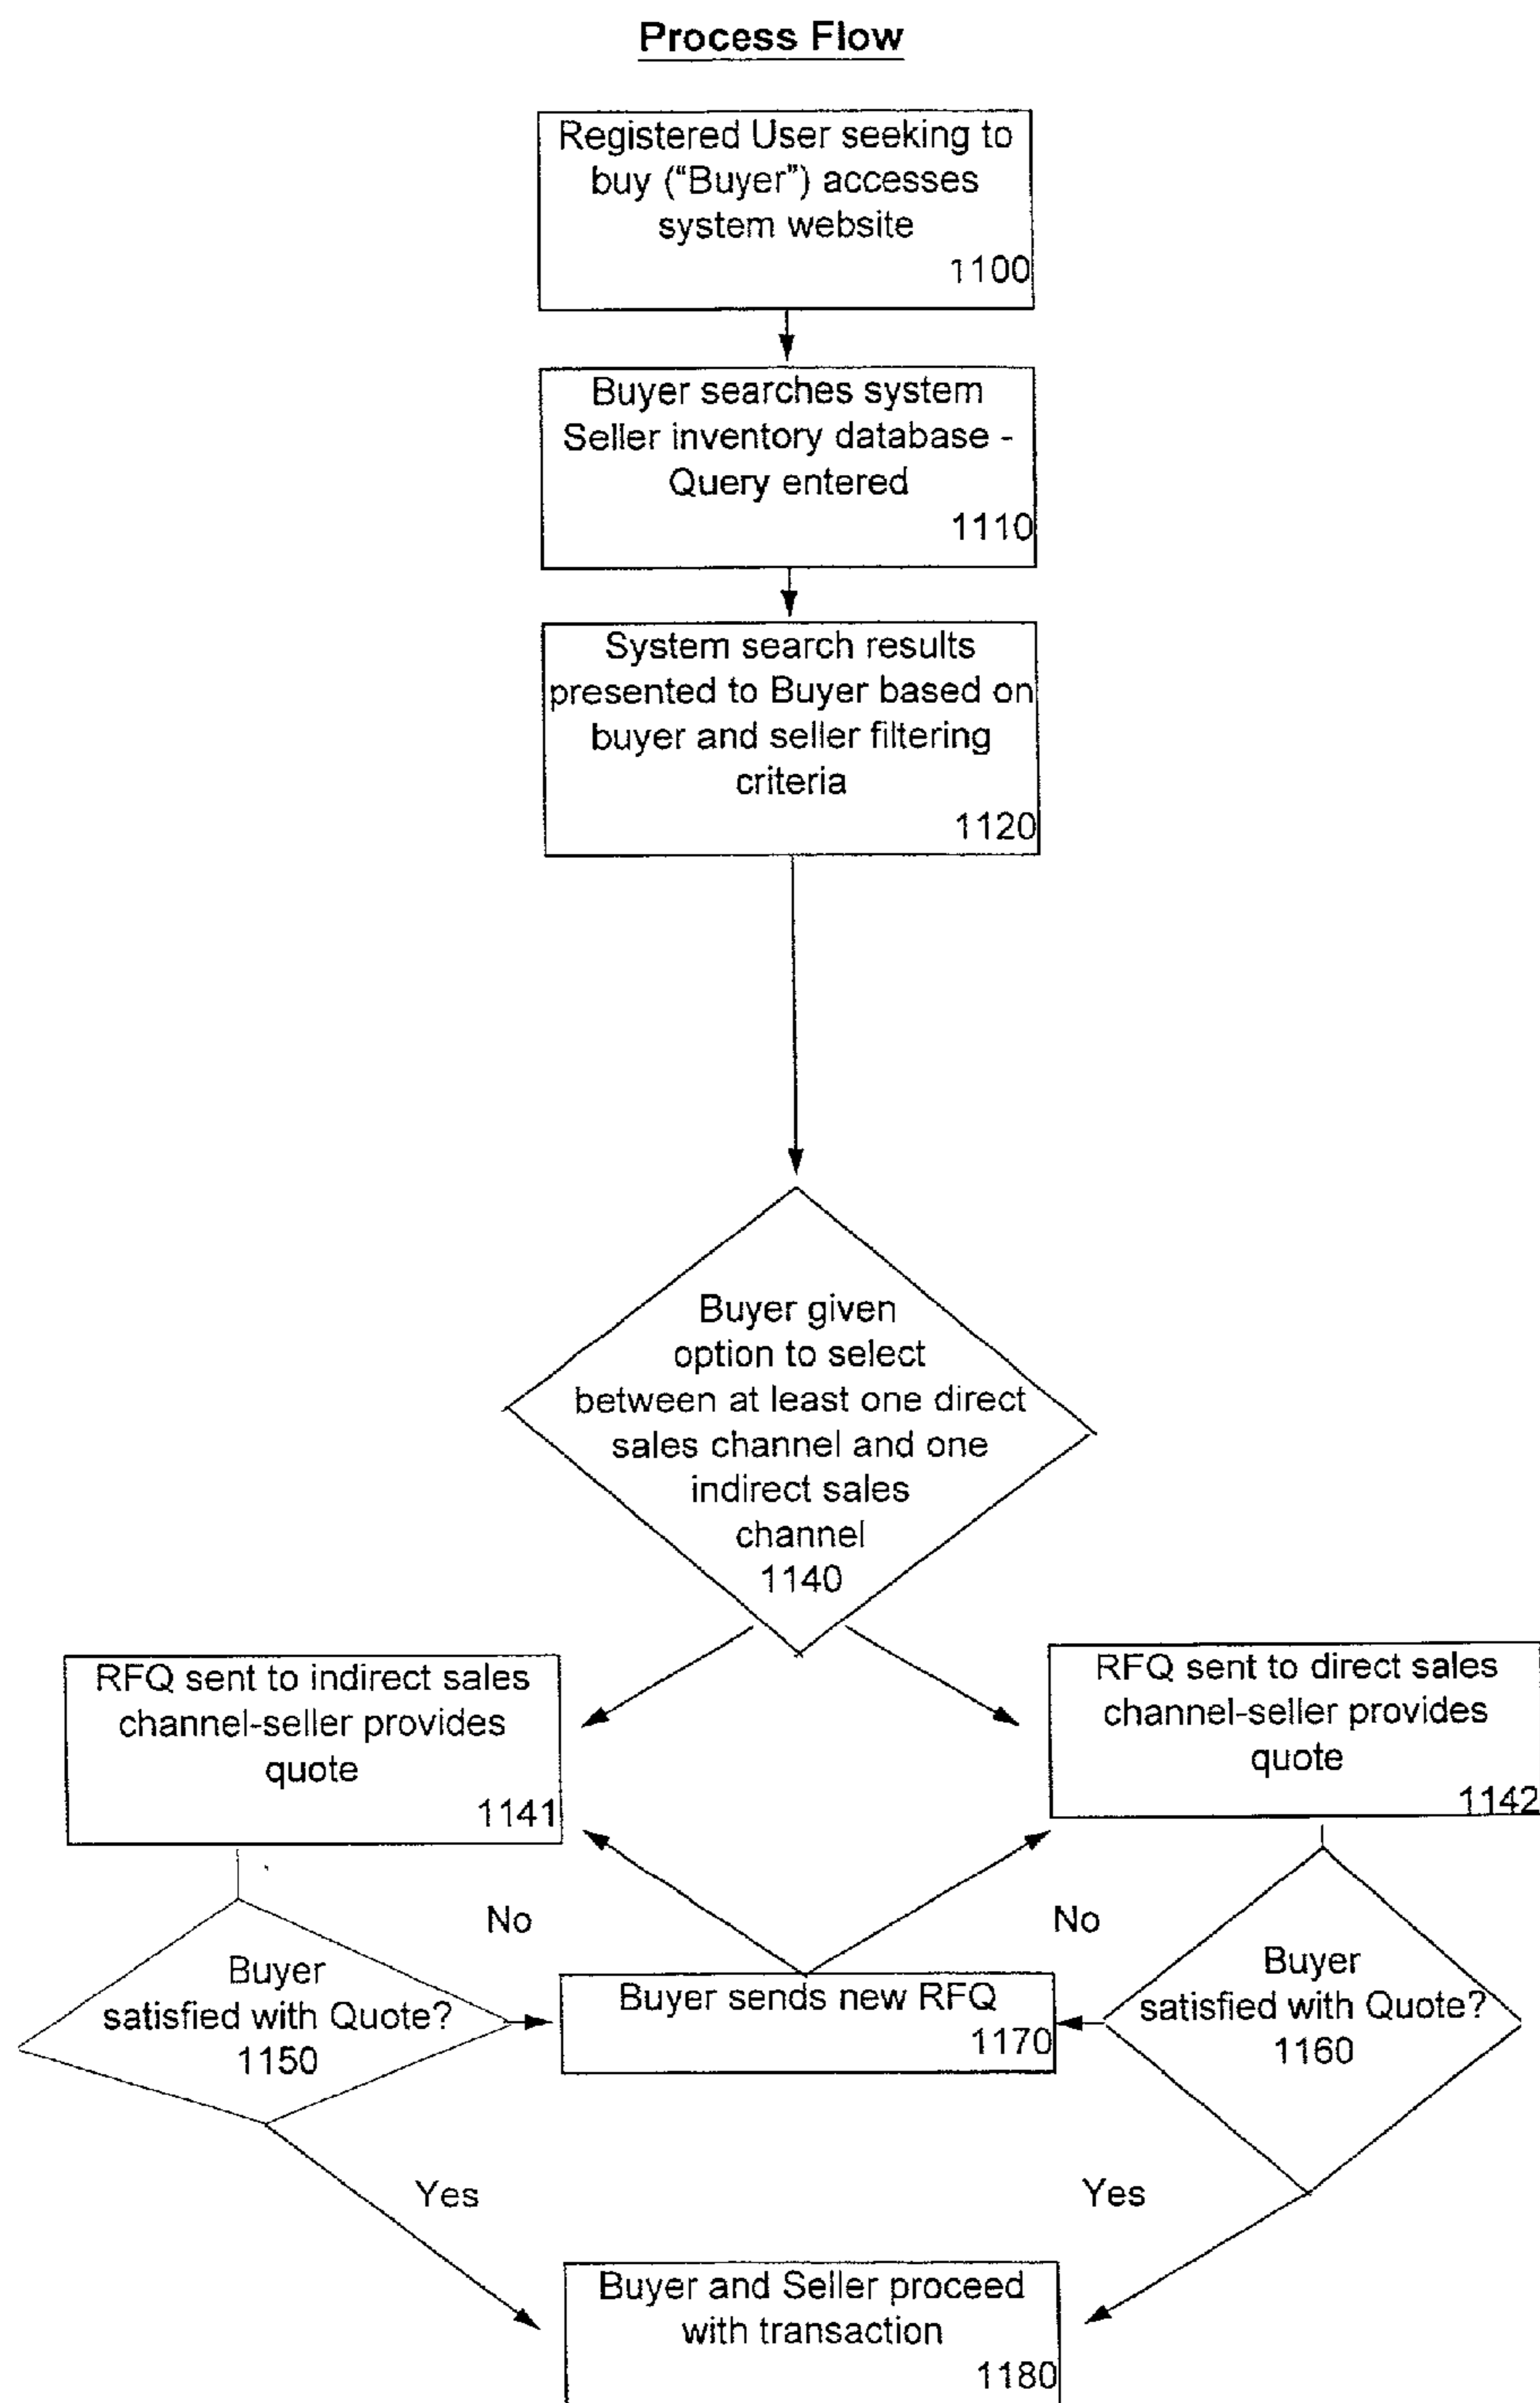 Process Flow
Registered User seeking to
buy ("Buyer") accesses
system website
1100
Buyer searches system
Seller inventory database -
Query entered
1110
System search results
presented to Buyer based on
buyer and seller filtering
criteria
1120
Buyer given
option to select
between at least one direct
sales channel and one
indirect sales
channel
1140
RFQ sent to indirect sales
channel-seller provides
quote
1141
RFQ sent to direct sales
channel-seller provides
quote
1142
No
No
Buyer
satisfied with Quote?
1150
Buyer sends new RFQ
1170
Buyer
satisfied with Quote?
1160
Yes
Yes
Buyer and Seller proceed
with transaction
1180